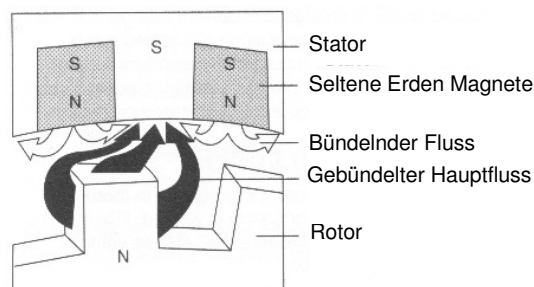 S
Stator
S
S
Seltene Erden Magnete
N
N
Bündelnder Fluss
Gebündelter Hauptfluss
Rotor
N